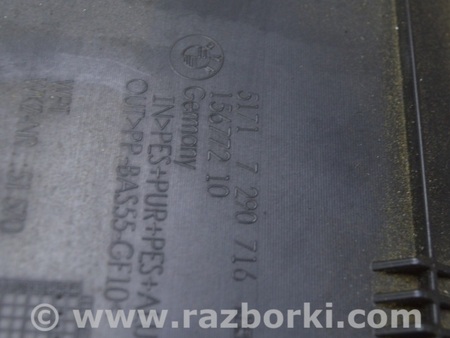 5171 7 290 716
156772 10
Germany
IN>PES+PUR+PES+A
OUT>PP-BAS55-GF10
© www.razborki.com